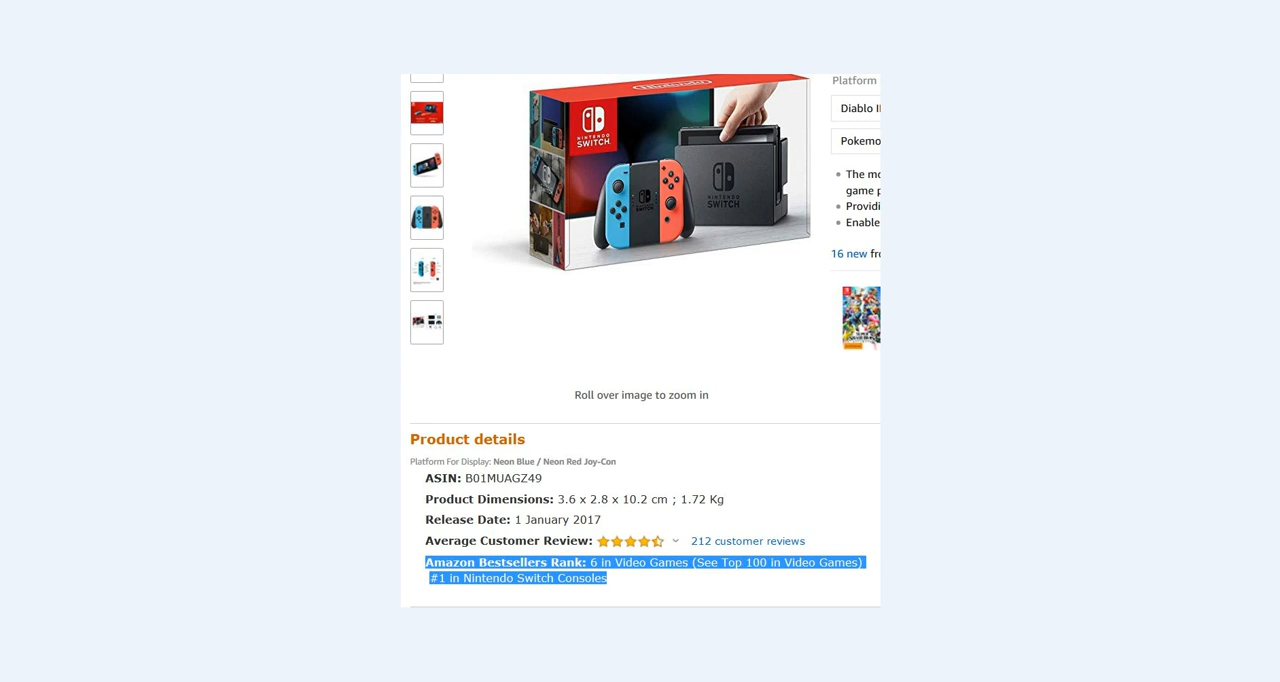 Platform
Nintendo
NINTENDO
SWITCH
Diablo II
Pokemo
The mo
game p
Providi
Enable
NINTENDO
SWITCH
16 new fro
Roll over image to zoom in
Product details
Platform For Display: Neon Blue / Neon Red Joy-Con
ASIN: B01MUAGZ49
Product Dimensions: 3.6 x 2.8 x 10.2 cm ; 1.72 Kg
Release Date: 1 January 2017
Average Customer Review: 212 customer reviews
Amazon Bestsellers Rank: 6 in Video Games (See Top 100 in Video Games)
#1 in Nintendo Switch Consoles